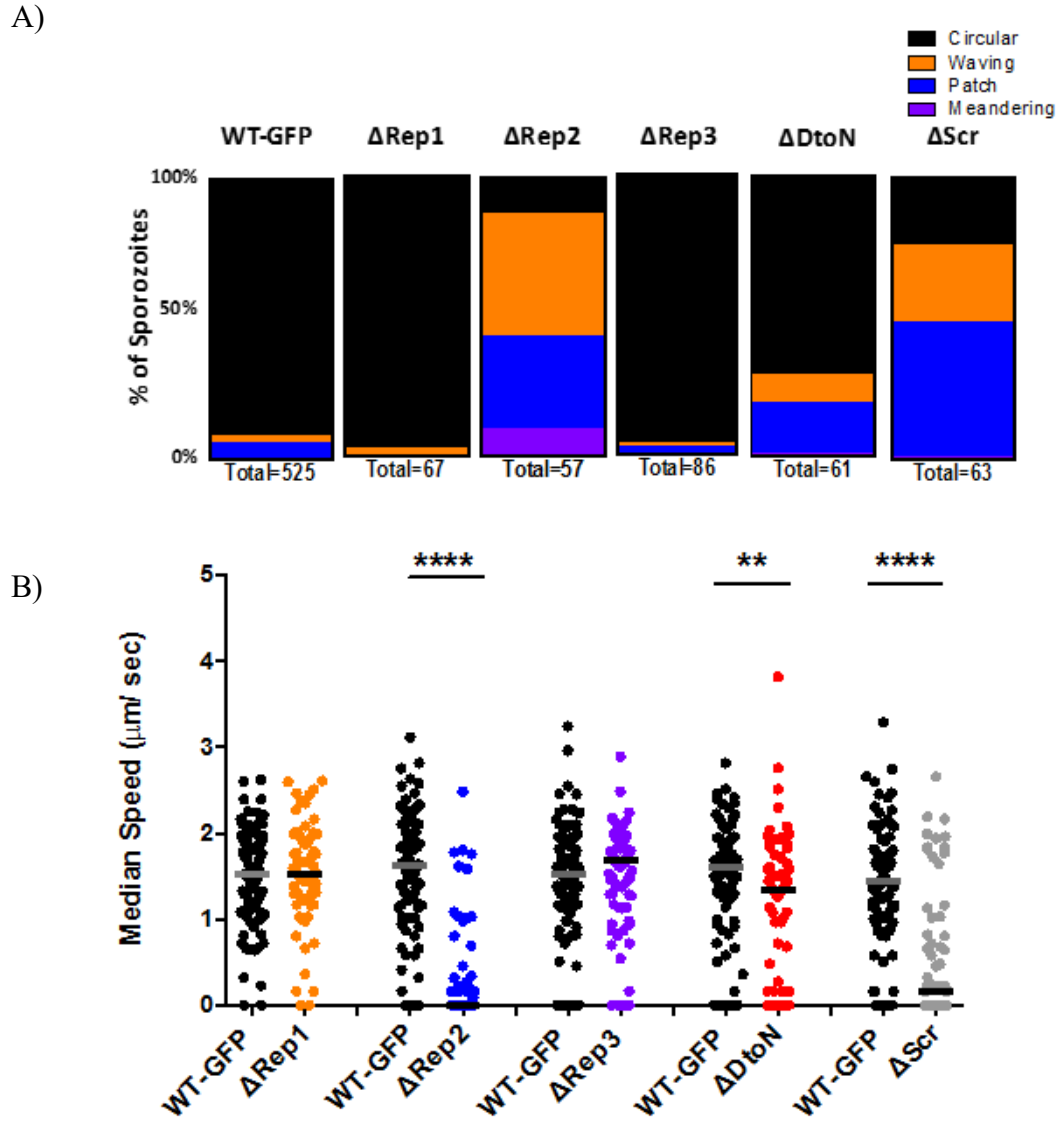 A)
Circular
Waving
Patch
Meandering
WT-GFP ΔRep1 ΔRep2 ΔRep3 ΔDtoN ΔScr
100%
50%
0%
% of Sporozoites
Total=525 Total=67 Total=57 Total=86 Total=61 Total=63
B)
**** ** ****
5
4
3
2
1
0
Median Speed (μm/ sec)
WT-GFP ΔRep1 WT-GFP ΔRep2 WT-GFP ΔRep3 WT-GFP ΔDtoN WT-GFP ΔScr